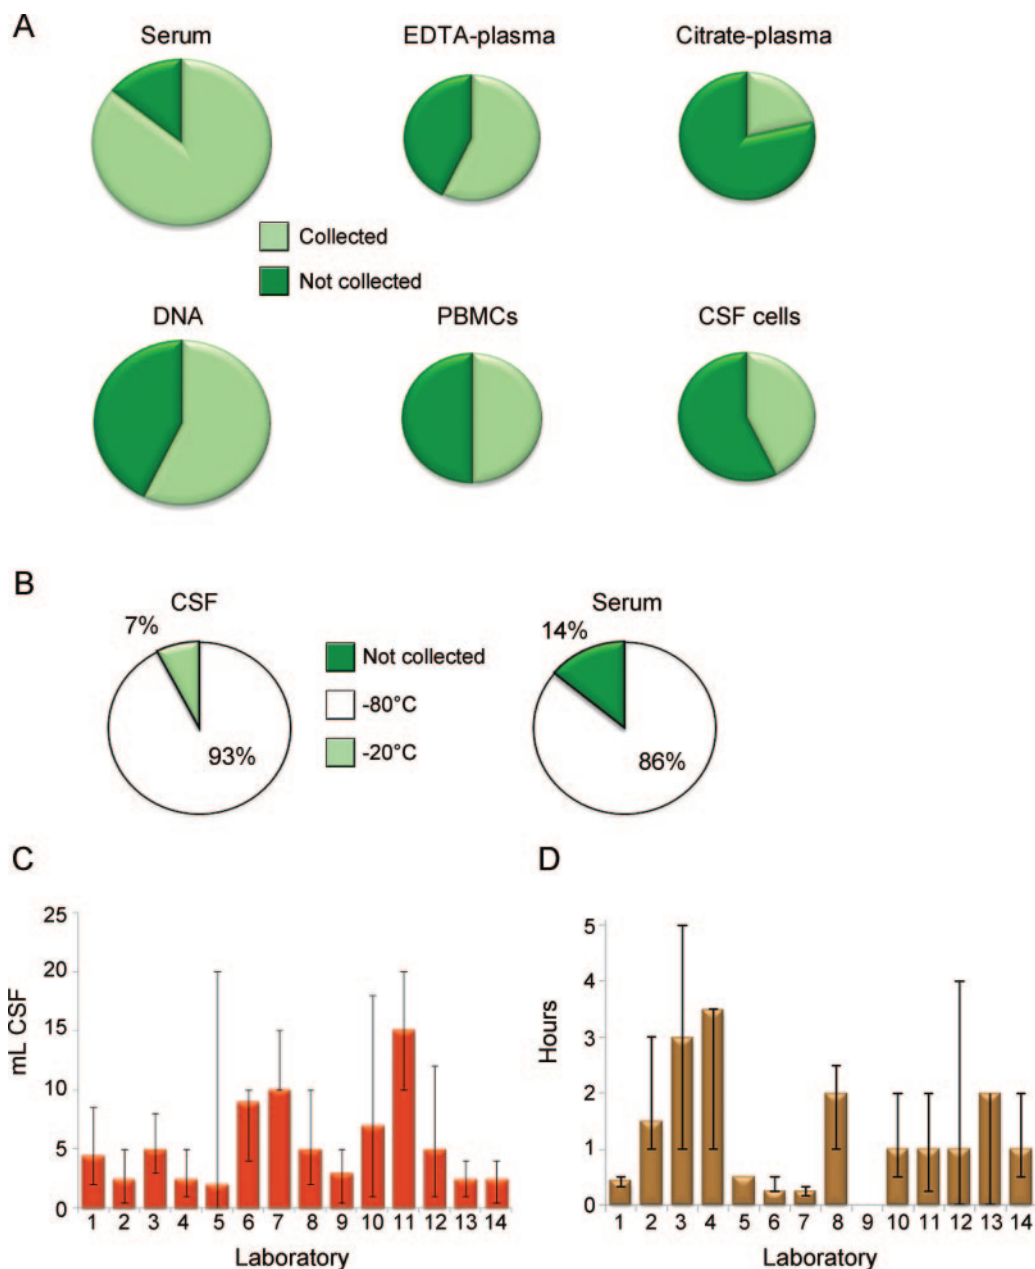 A
Serum
EDTA-plasma
Citrate-plasma
Collected
Not collected
DNA
PBMCs
CSF cells
B
CSF
Serum
7%
14%
Not collected
-80°C
-20°C
93%
86%
C
mL CSF
25
20
15
10
5
0
1 2 3 4 5 6 7 8 9 10 11 12 13 14
Laboratory
D
Hours
5
4
3
2
1
0
1 2 3 4 5 6 7 8 9 10 11 12 13 14
Laboratory